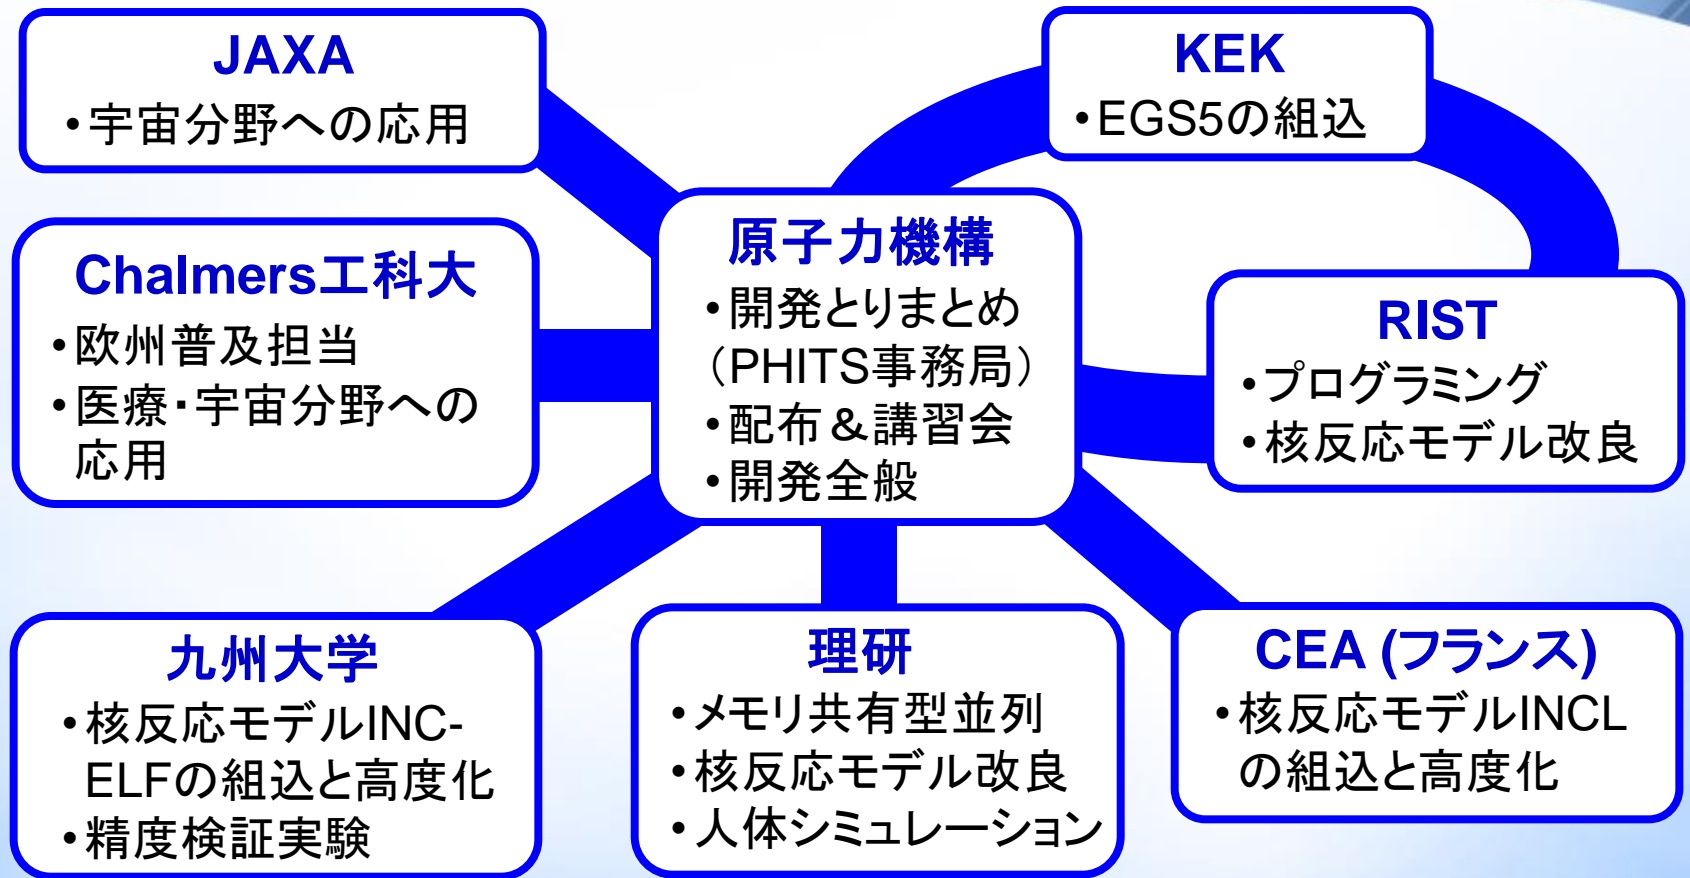 JAXA
•宇宙分野への応用
KEK
•EGS5の組込
Chalmers工科大
•欧州普及担当
•医療・宇宙分野への
応用
原子力機構
•開発とりまとめ
（PHITS事務局）
•配布＆講習会
•開発全般
RIST
•プログラミング
•核反応モデル改良
九州大学
•核反応モデルINC-
ELFの組込と高度化
•精度検証実験
理研
•メモリ共有型並列
•核反応モデル改良
•人体シミュレーション
CEA (フランス)
•核反応モデルINCL
の組込と高度化